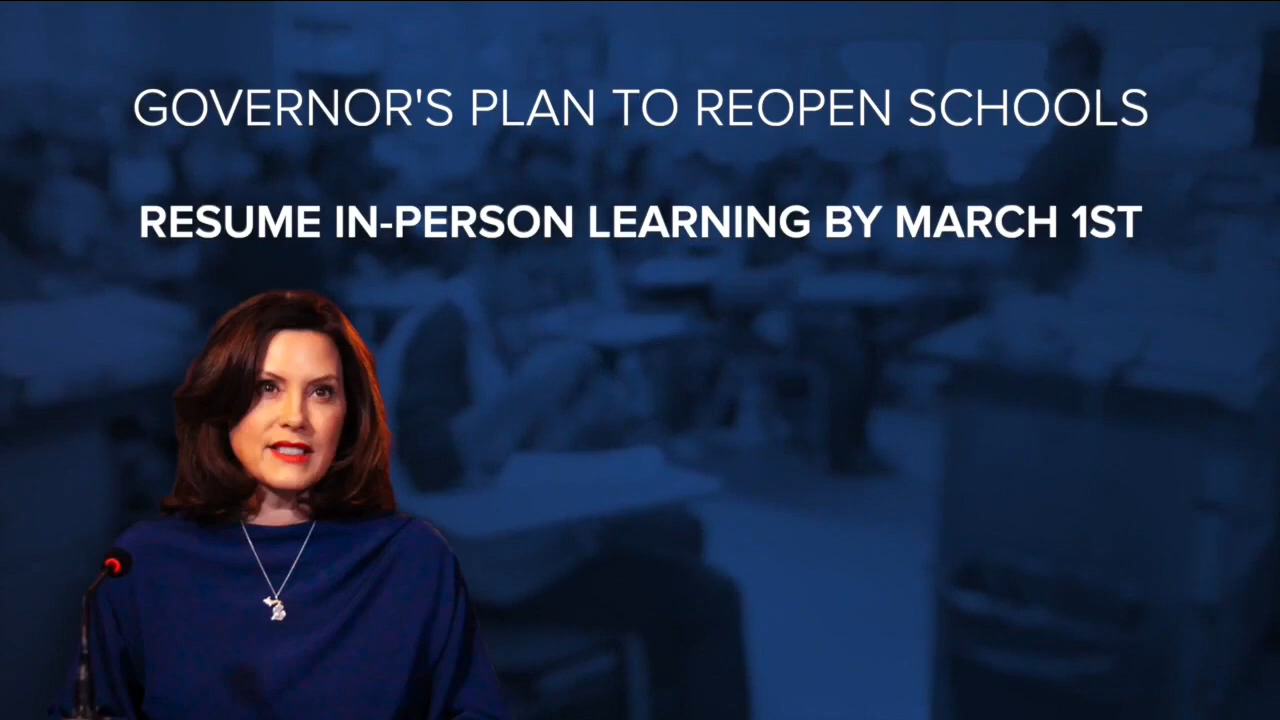 GOVERNOR'S PLAN TO REOPEN SCHOOLS
RESUME IN-PERSON LEARNING BY MARCH 1ST